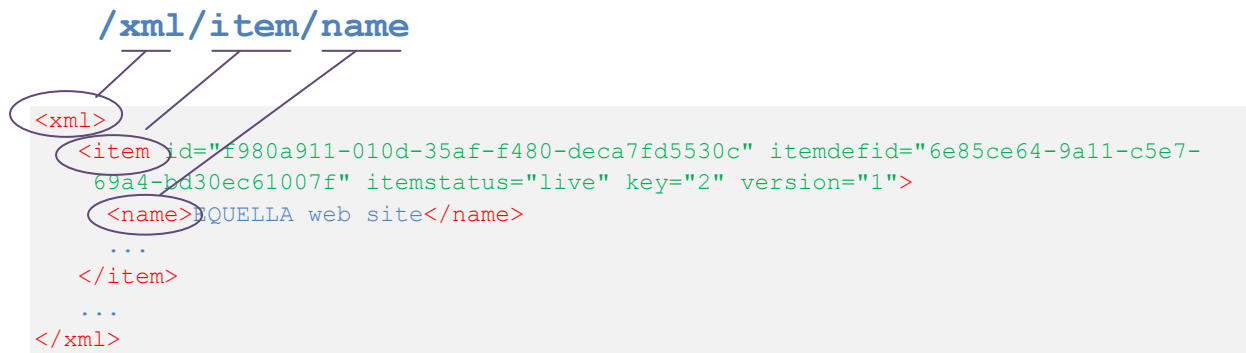 /xml/item/name
<xml>
<item id="f980a911-010d-35af-f480-deca7fd5530c" itemdefid="6e85ce64-9a11-c5e7-
69a4-bd30ec61007f" itemstatus="live" key="2" version="1">
<name>EQUELLA web site</name>
...
</item>
...
</xml>